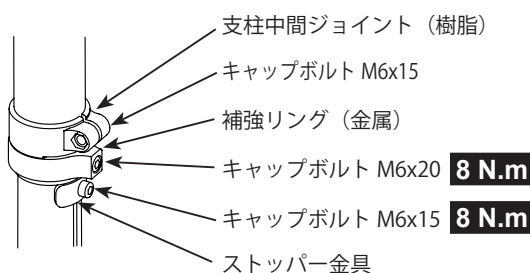 支柱中間ジョイント（樹脂）
キャップボルト M6x15
補強リング（金属）
キャップボルト M6x20 8 N.m
キャップボルト M6x15 8 N.m
ストッパー金具